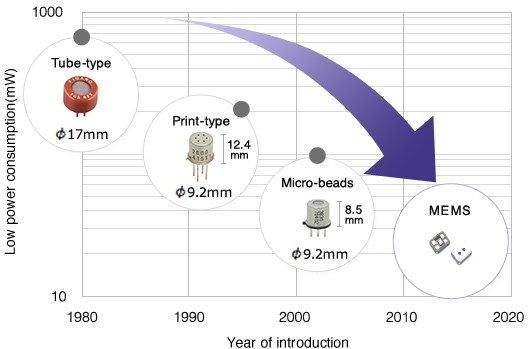 1000
Low power consumption(mW)
10
Tube-type
ϕ17mm
Print-type
12.4
mm
ϕ9.2mm
Micro-beads
8.5
mm
ϕ9.2mm
MEMS
1980
1990
2000
2010
2020
Year of introduction